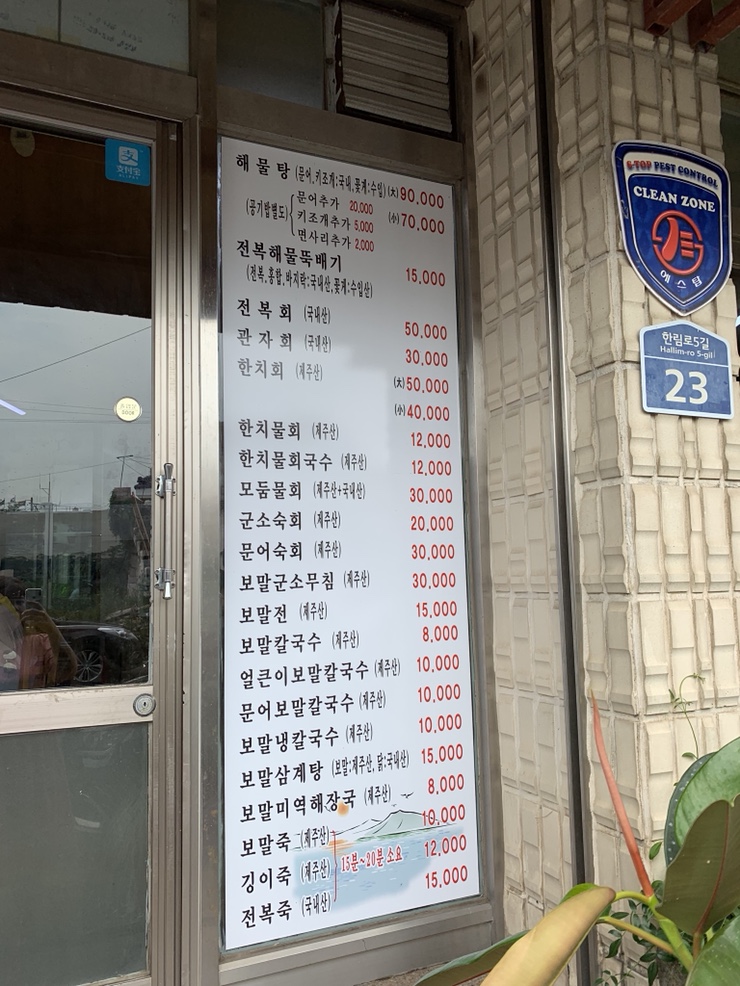 支付宝
ALIPAY
해물탕 (문어, 키조개:국내, 꽃게:수입) (大) 90,000
(공기밥별도) 문어추가 20,000 (小) 70,000
키조개추가 5,000
면사리추가 2,000
전복해물뚝배기 15,000
(전복, 홍합, 바지락:국내산, 꽃게:수입산)
전복회 (국내산) 50,000
관자회 (국내산) 30,000
한치회 (제주산) (大) 50,000
(小) 40,000
한치물회 (제주산) 12,000
한치물회국수 (제주산) 12,000
모둠물회 (제주산+국내산) 30,000
군소숙회 (제주산) 20,000
문어숙회 (제주산) 30,000
보말군소무침 (제주산) 30,000
보말전 (제주산) 15,000
보말칼국수 (제주산) 8,000
얼큰이보말칼국수 (제주산) 10,000
문어보말칼국수 (제주산) 10,000
보말냉칼국수 (제주산) 10,000
보말삼계탕 (보말:제주산, 닭:국내산) 15,000
보말미역해장국 (제주산) 8,000
보말죽 (제주산) 10,000
깅이죽 (제주산) 15분~20분 소요 12,000
전복죽 (국내산) 15,000
S-TOP PEST CONTROL
CLEAN ZONE
에스탑
한림로5길
Hallim-ro 5-gil
23